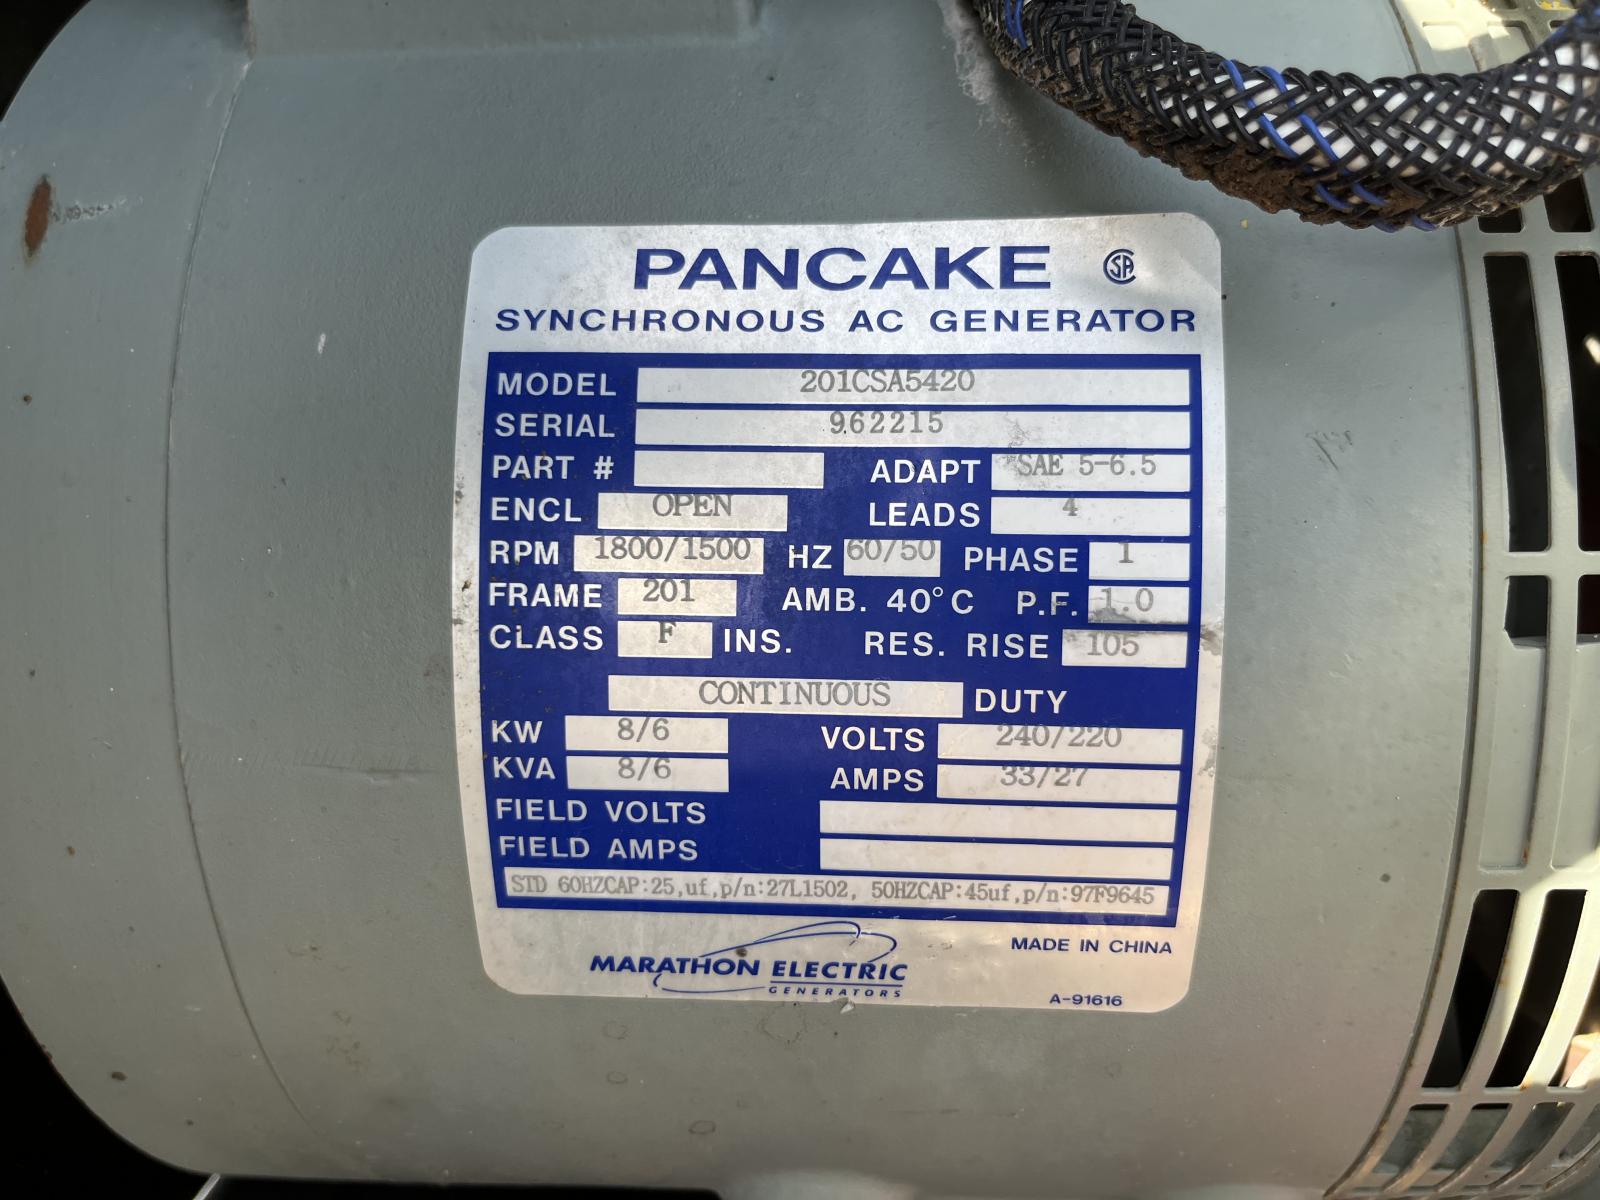 PANCAKE CSA
SYNCHRONOUS AC GENERATOR
MODEL 201CSA5420
SERIAL 962215
PART # ADAPT SAE 5-6.5
ENCL OPEN LEADS 4
RPM 1800/1500 HZ 60/50 PHASE 1
FRAME 201 AMB. 40°C P.F. 1.0
CLASS F INS. RES. RISE 105
CONTINUOUS DUTY
KW 8/6 VOLTS 240/220
KVA 8/6 AMPS 33/27
FIELD VOLTS
FIELD AMPS
STD 60HZCAP:25,uf,p/n:27L1502, 50HZCAP:45uf,p/n:97F9645
MADE IN CHINA
MARATHON ELECTRIC
GENERATORS
A-91616